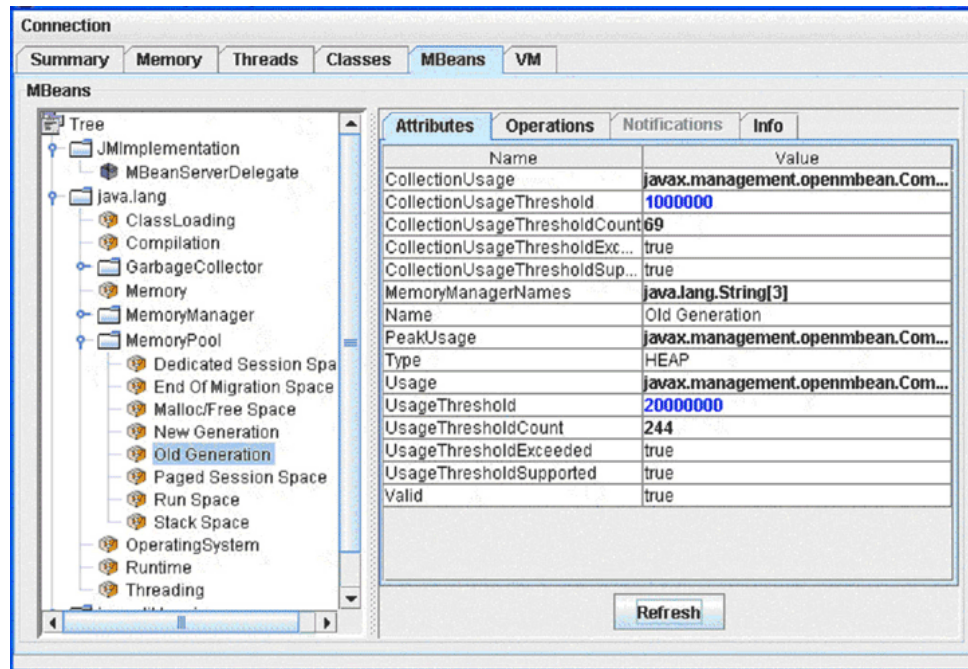 Connection
Summary Memory Threads Classes MBeans VM
MBeans
Tree
JMImplementation
MBeanServerDelegate
java.lang
ClassLoading
Compilation
GarbageCollector
Memory
MemoryManager
MemoryPool
Dedicated Session Spa
End Of Migration Space
Malloc/Free Space
New Generation
Old Generation
Paged Session Space
Run Space
Stack Space
OperatingSystem
Runtime
Threading
Attributes Operations Notifications Info
Name Value
CollectionUsage javax.management.openmbean.Com...
CollectionUsageThreshold 1000000
CollectionUsageThresholdCount 69
CollectionUsageThresholdExc... true
CollectionUsageThresholdSup... true
MemoryManagerNames java.lang.String[3]
Name Old Generation
PeakUsage javax.management.openmbean.Com...
Type HEAP
Usage javax.management.openmbean.Com...
UsageThreshold 20000000
UsageThresholdCount 244
UsageThresholdExceeded true
UsageThresholdSupported true
Valid true
Refresh